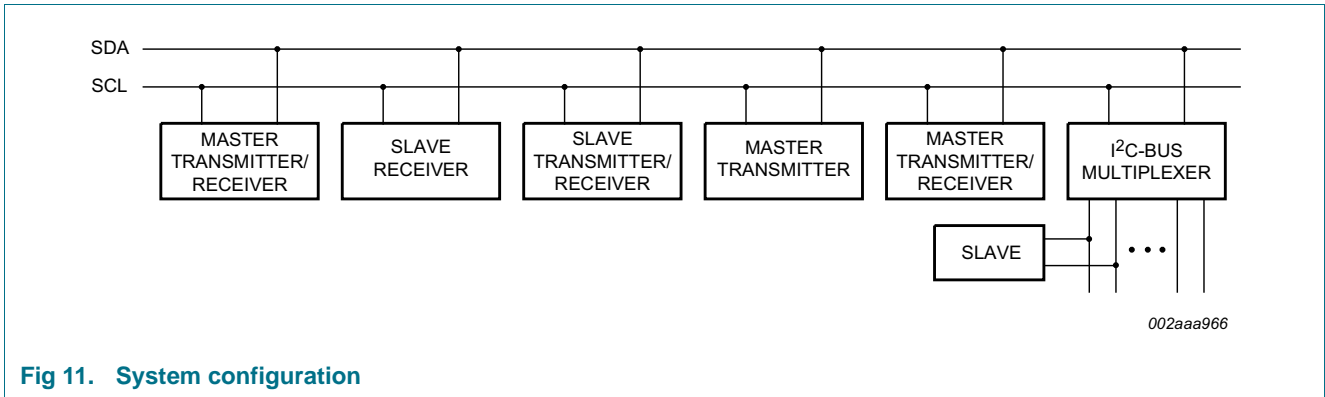 SDA
SCL
MASTER
TRANSMITTER/
RECEIVER
SLAVE
RECEIVER
SLAVE
TRANSMITTER/
RECEIVER
MASTER
TRANSMITTER
MASTER
TRANSMITTER/
RECEIVER
I²C-BUS
MULTIPLEXER
SLAVE
002aaa966
Fig 11. System configuration